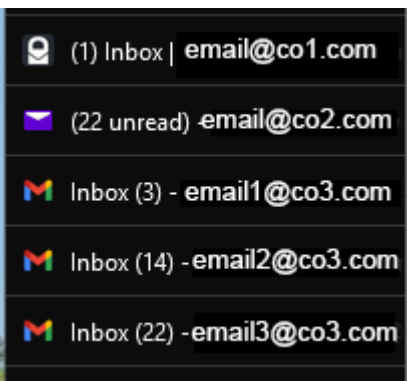 (1) Inbox | email@co1.com
(22 unread) -email@co2.com
Inbox (3) - email1@co3.com
Inbox (14) -email2@co3.com
Inbox (22) -email3@co3.com